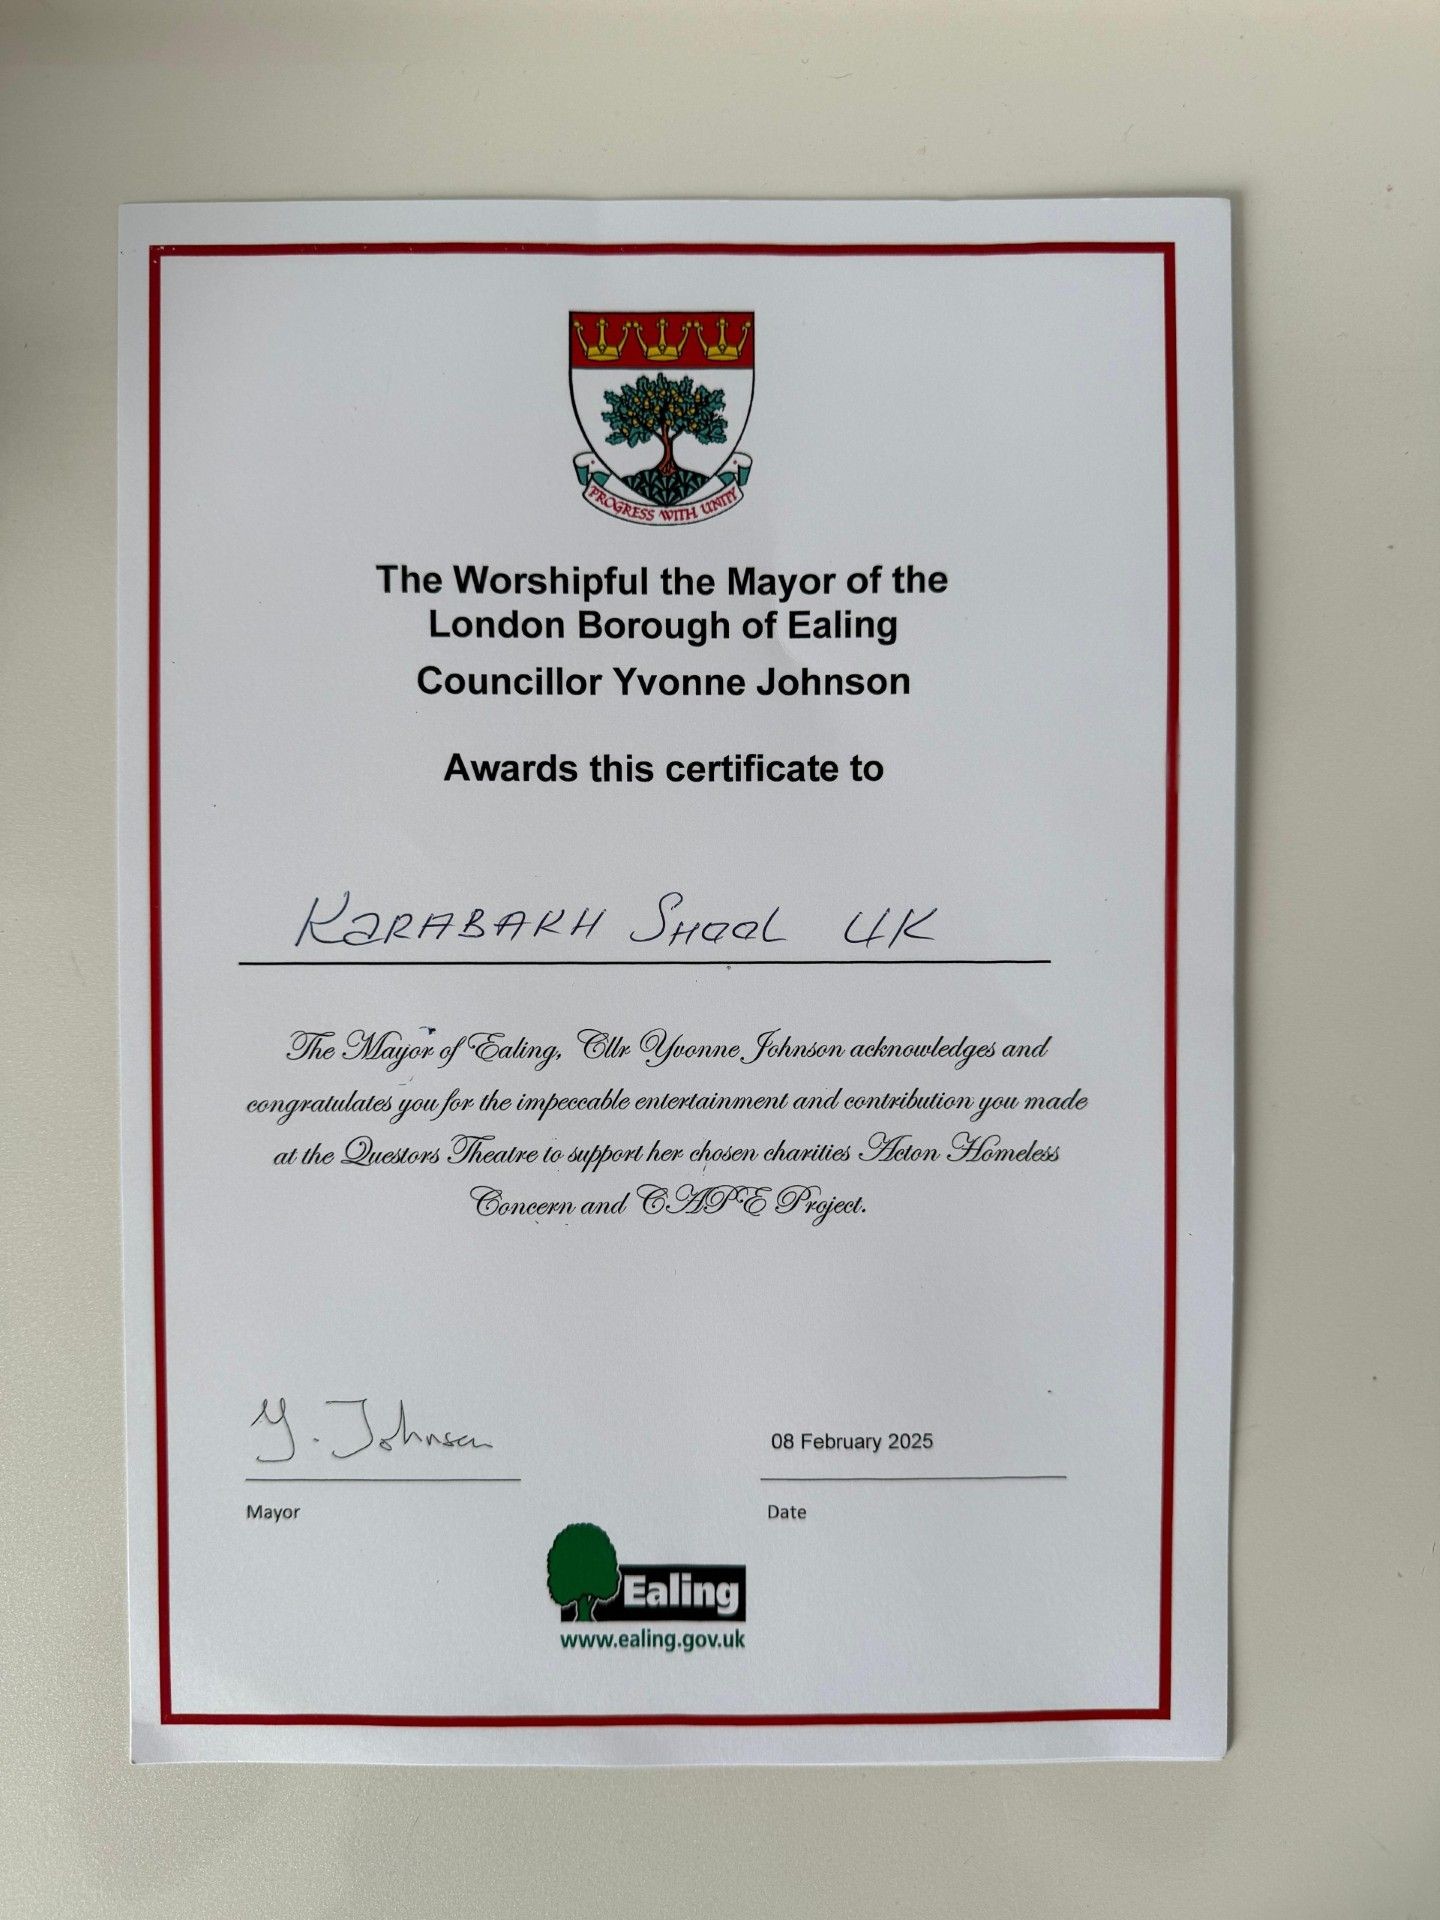 PROGRESS WITH UNITY
The Worshipful the Mayor of the
London Borough of Ealing
Councillor Yvonne Johnson
Awards this certificate to
KARABAKH SHaaL UK
The Mayor of Ealing, Cllr Yvonne Johnson acknowledges and
congratulates you for the impeccable entertainment and contribution you made
at the Questors Theatre to support her chosen charities Acton Homeless
Concern and CAPE Project.
Y. Johnson
08 February 2025
Mayor
Date
Ealing
www.ealing.gov.uk